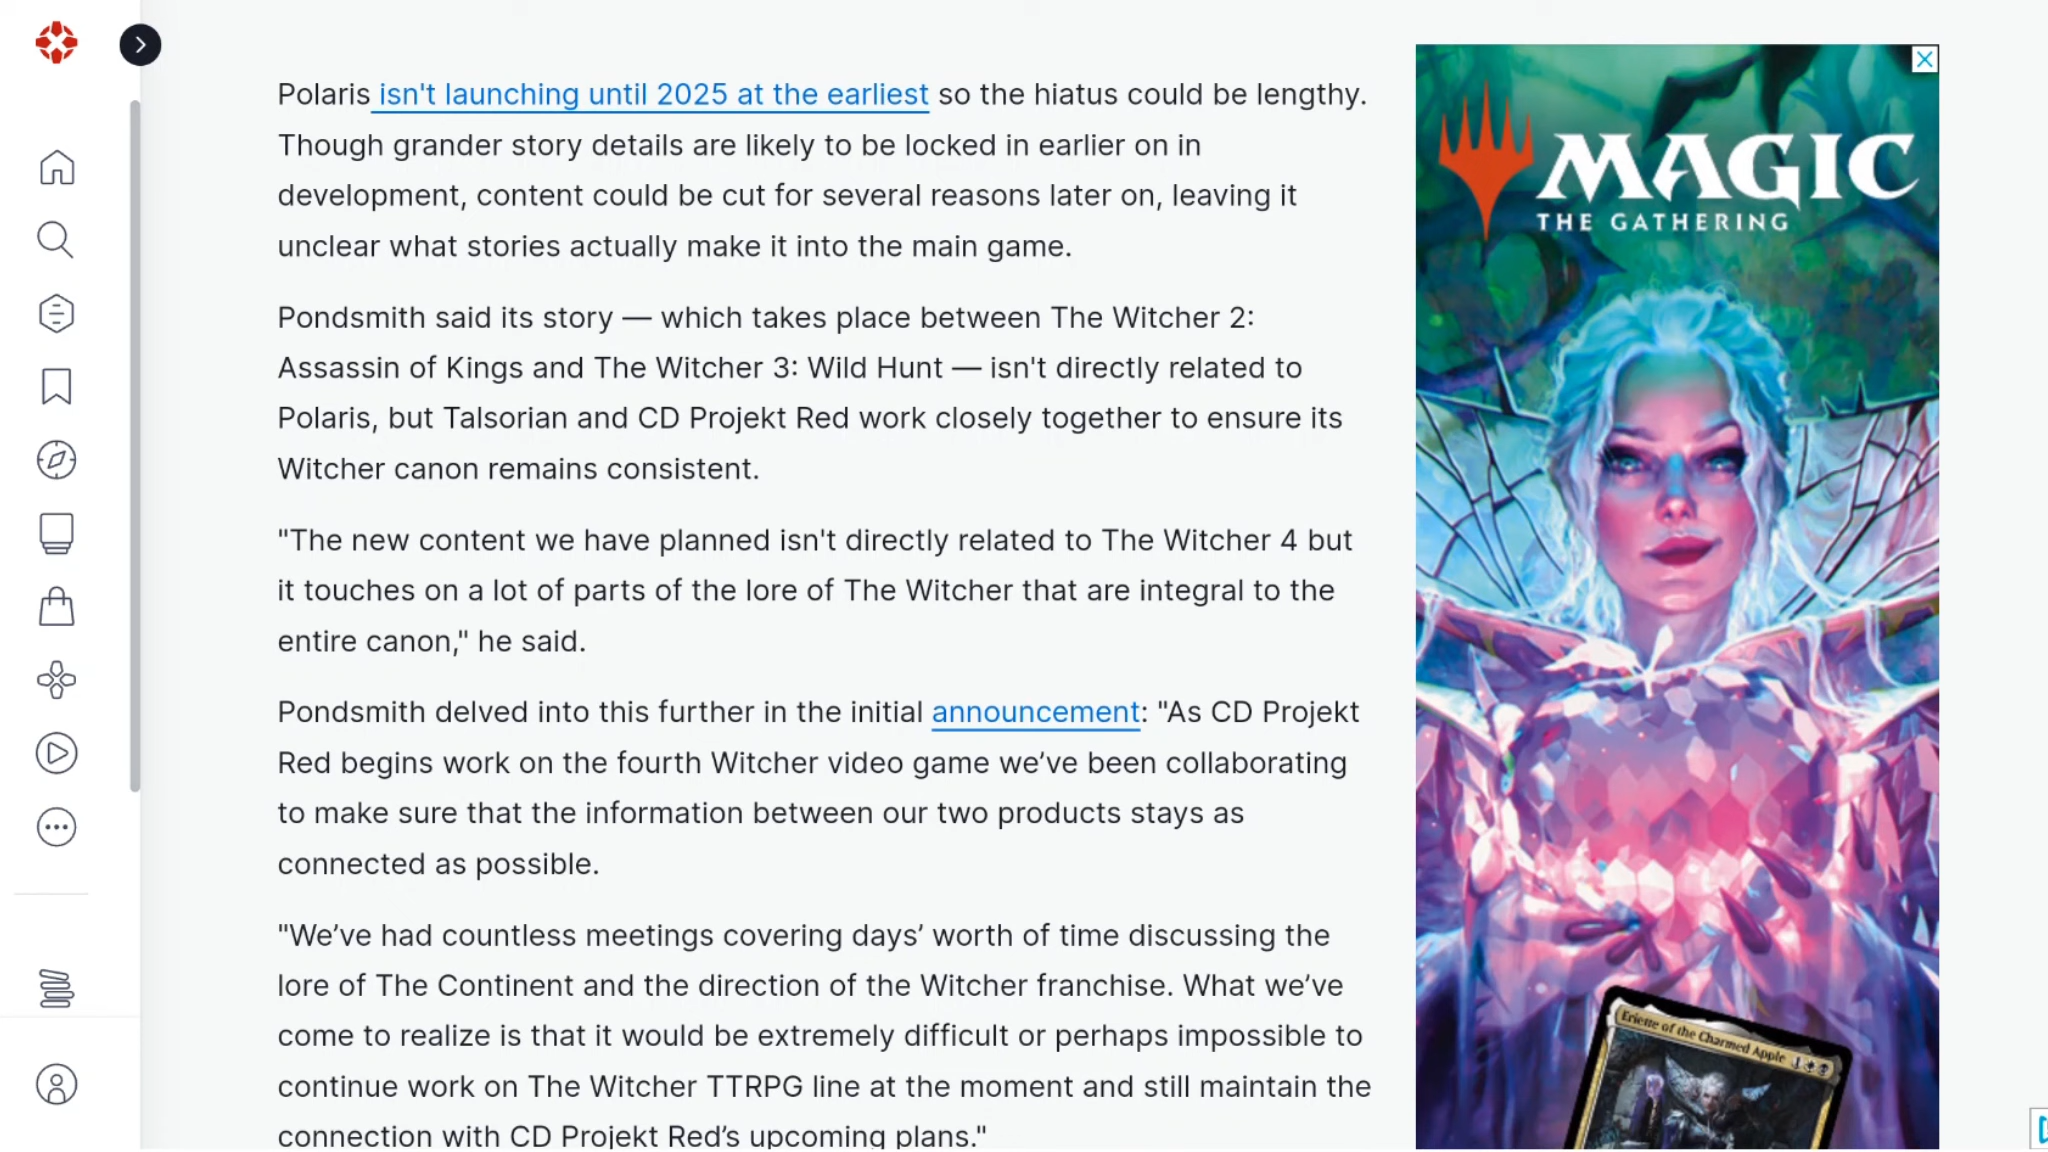 Polaris isn't launching until 2025 at the earliest so the hiatus could be lengthy.
Though grander story details are likely to be locked in earlier on in
development, content could be cut for several reasons later on, leaving it
unclear what stories actually make it into the main game.
Pondsmith said its story — which takes place between The Witcher 2:
Assassin of Kings and The Witcher 3: Wild Hunt — isn't directly related to
Polaris, but Talsorian and CD Projekt Red work closely together to ensure its
Witcher canon remains consistent.
"The new content we have planned isn't directly related to The Witcher 4 but
it touches on a lot of parts of the lore of The Witcher that are integral to the
entire canon," he said.
Pondsmith delved into this further in the initial announcement: "As CD Projekt
Red begins work on the fourth Witcher video game we’ve been collaborating
to make sure that the information between our two products stays as
connected as possible.
"We’ve had countless meetings covering days’ worth of time discussing the
lore of The Continent and the direction of the Witcher franchise. What we’ve
come to realize is that it would be extremely difficult or perhaps impossible to
continue work on The Witcher TTRPG line at the moment and still maintain the
connection with CD Projekt Red’s upcoming plans."
MAGIC
THE GATHERING
Eriette of the Charmed Apple